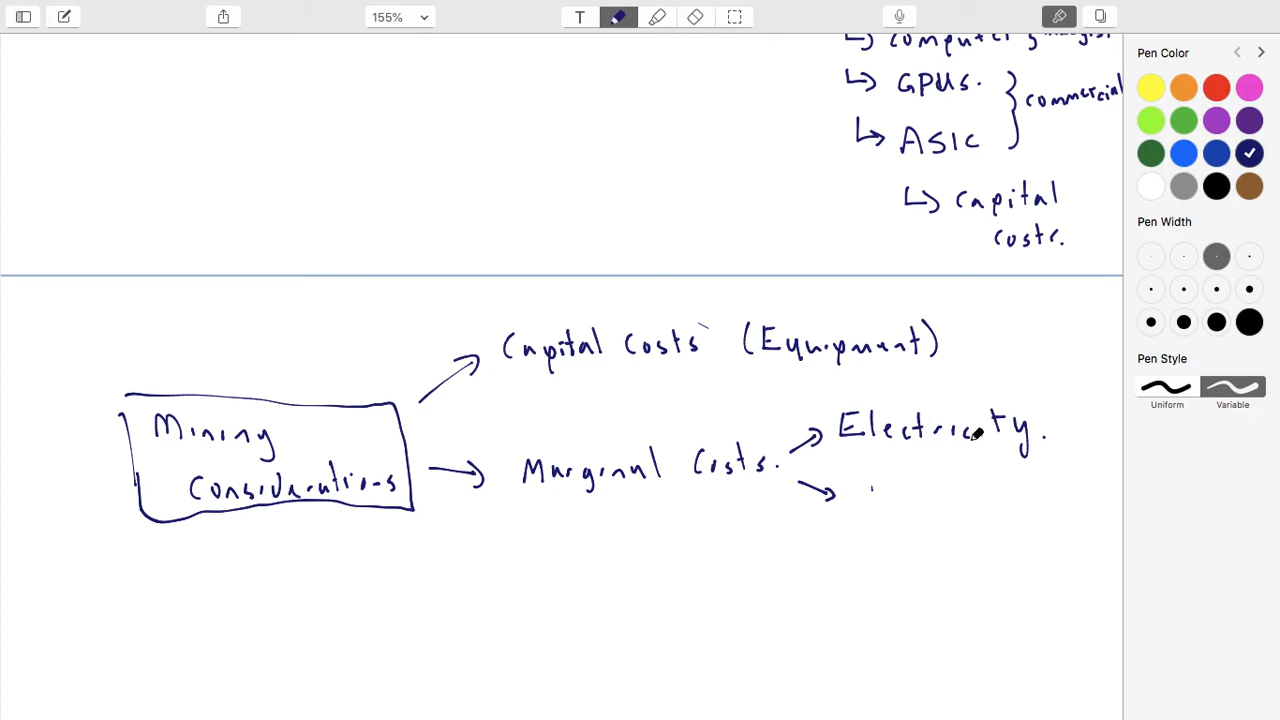 155%
T
Pen Color
computer
GPUs.
commercial
ASIC
capital
costs.
Pen Width
Capital Costs (Equipment)
Pen Style
Uniform
Variable
Mining
Considerations
Electricity.
Marginal Costs.